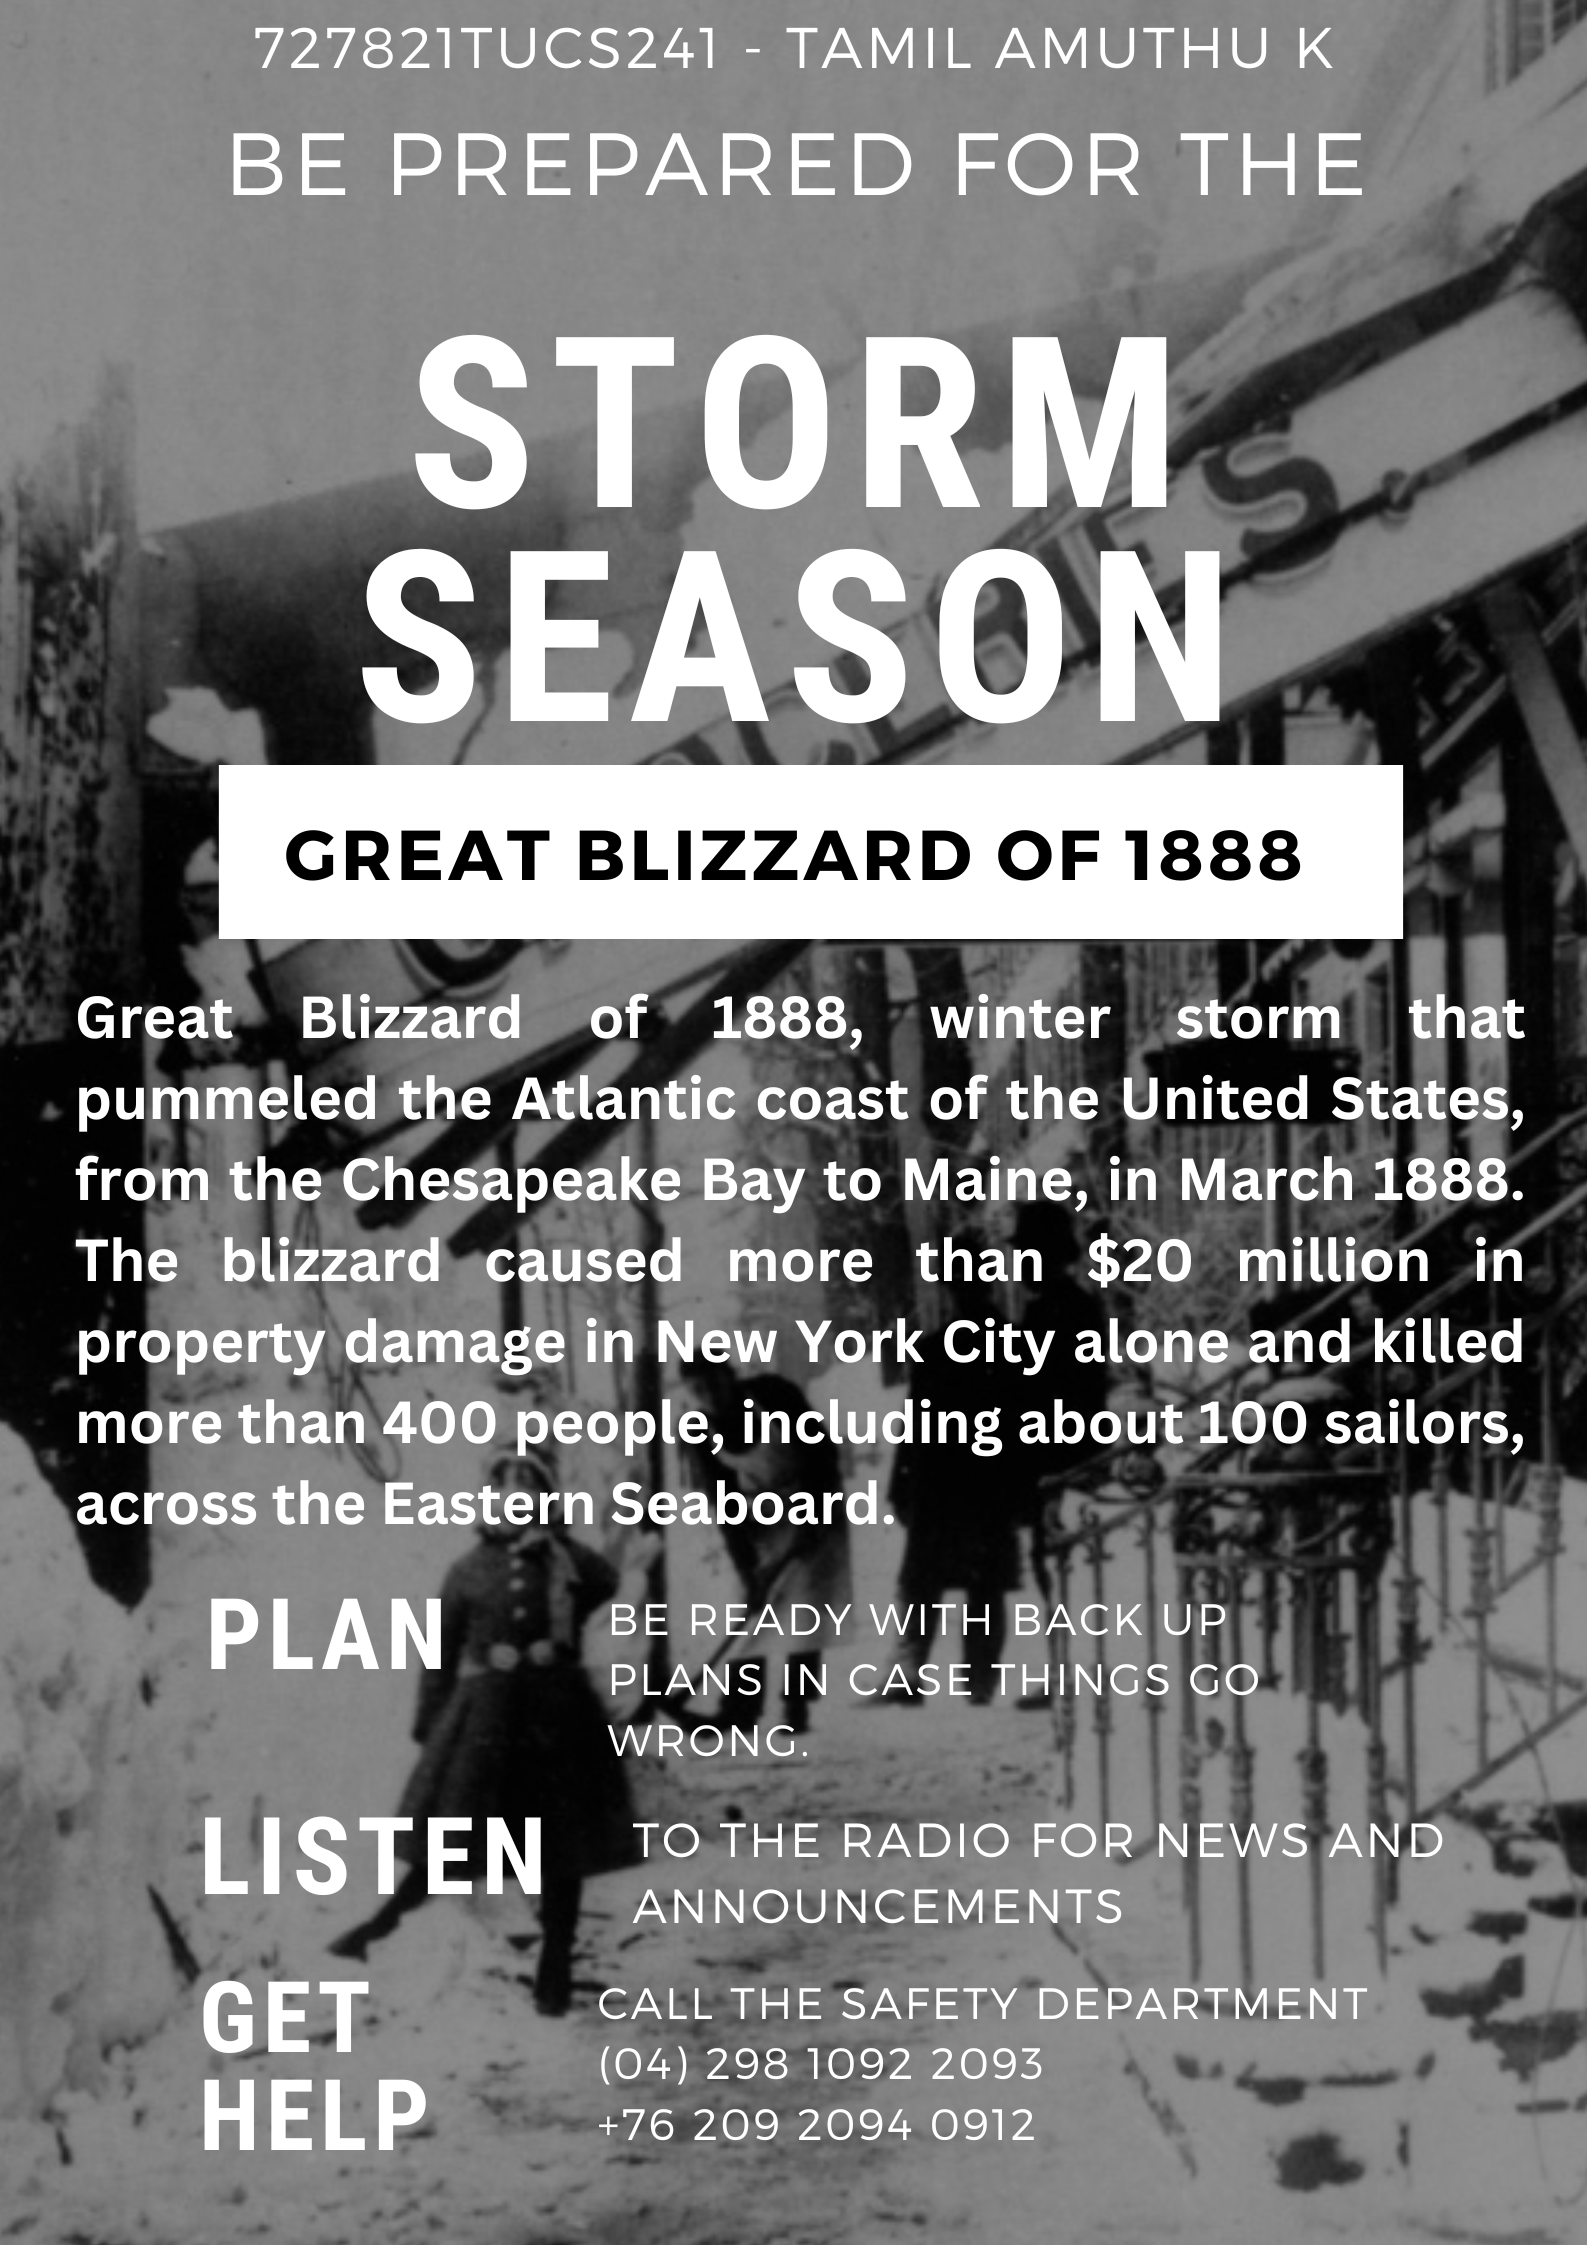 727821TUCS241 - TAMIL AMUTHU K
BE PREPARED FOR THE
STORM
SEASON
GREAT BLIZZARD OF 1888
Great Blizzard of 1888, winter storm that
pummeled the Atlantic coast of the United States,
from the Chesapeake Bay to Maine, in March 1888.
The blizzard caused more than $20 million in
property damage in New York City alone and killed
more than 400 people, including about 100 sailors,
across the Eastern Seaboard.
PLAN
BE READY WITH BACK UP
PLANS IN CASE THINGS GO
WRONG.
LISTEN
TO THE RADIO FOR NEWS AND
ANNOUNCEMENTS
GET
HELP
CALL THE SAFETY DEPARTMENT
(04) 298 1092 2093
+76 209 2094 0912